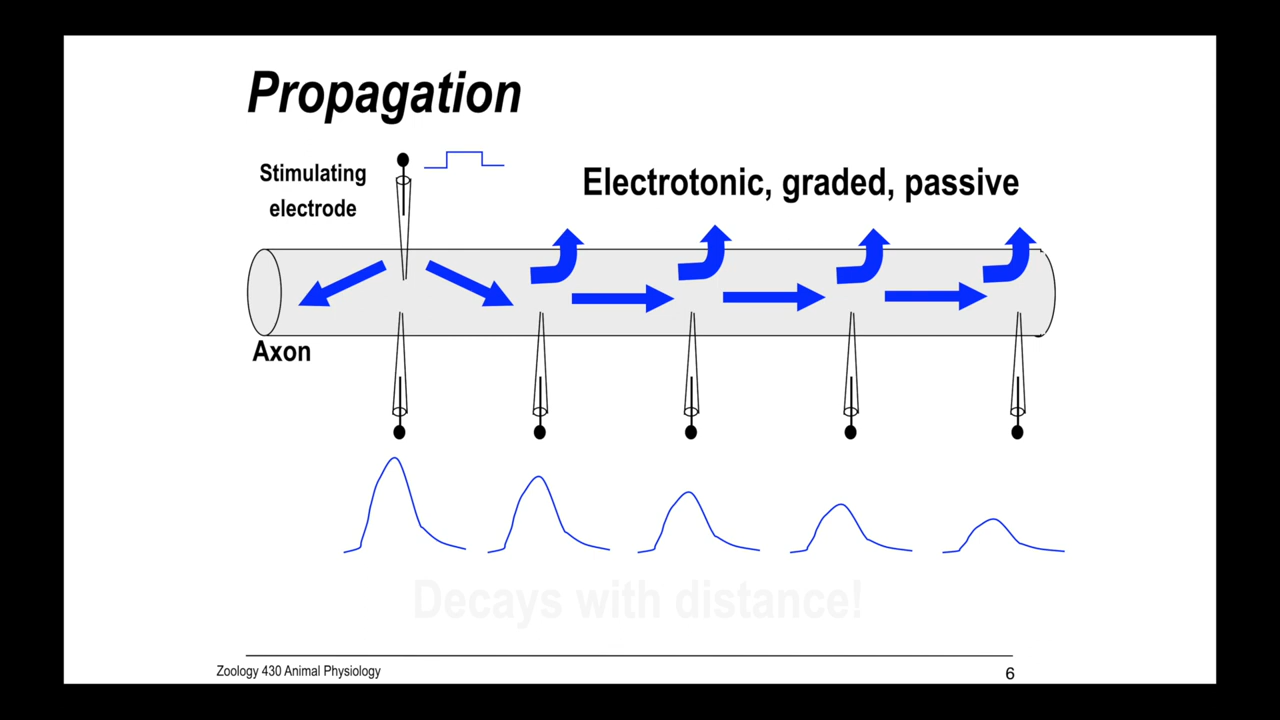 Propagation
Stimulating
electrode
Electrotonic, graded, passive
Axon
Decays with distance!
Zoology 430 Animal Physiology
6